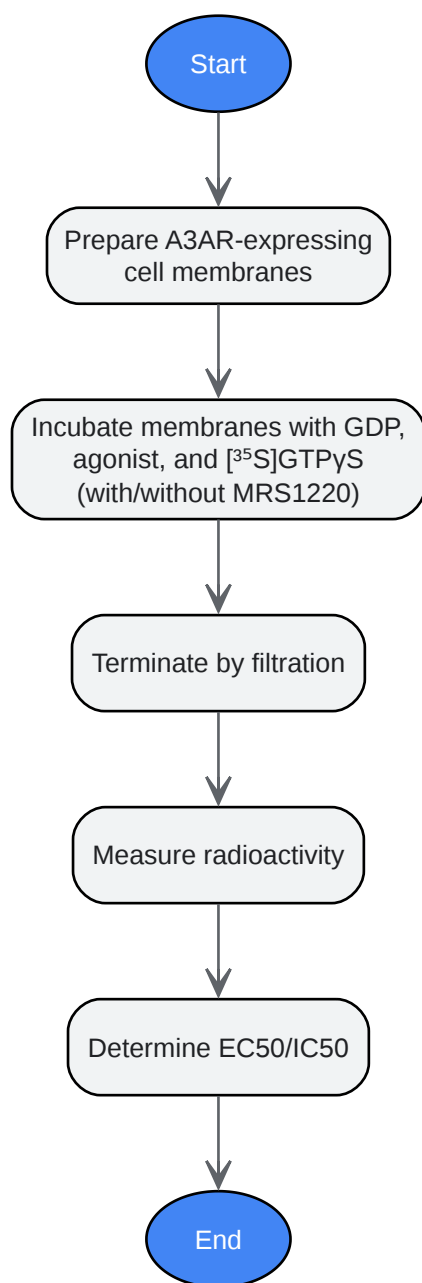 Start
Prepare A3AR-expressing
cell membranes
Incubate membranes with GDP,
agonist, and [³⁵S]GTPγS
(with/without MRS1220)
Terminate by filtration
Measure radioactivity
Determine EC50/IC50
End